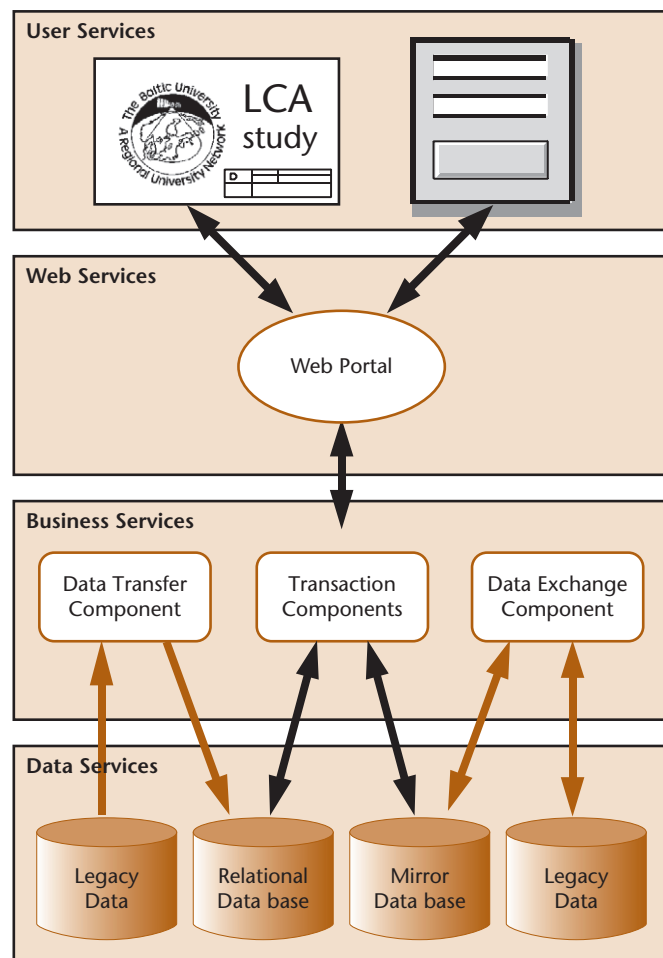 User Services
The Baltic University
A Regional University Network
LCA
study
D
Web Services
Web Portal
Business Services
Data Transfer
Component
Transaction
Components
Data Exchange
Component
Data Services
Legacy
Data
Relational
Data base
Mirror
Data base
Legacy
Data